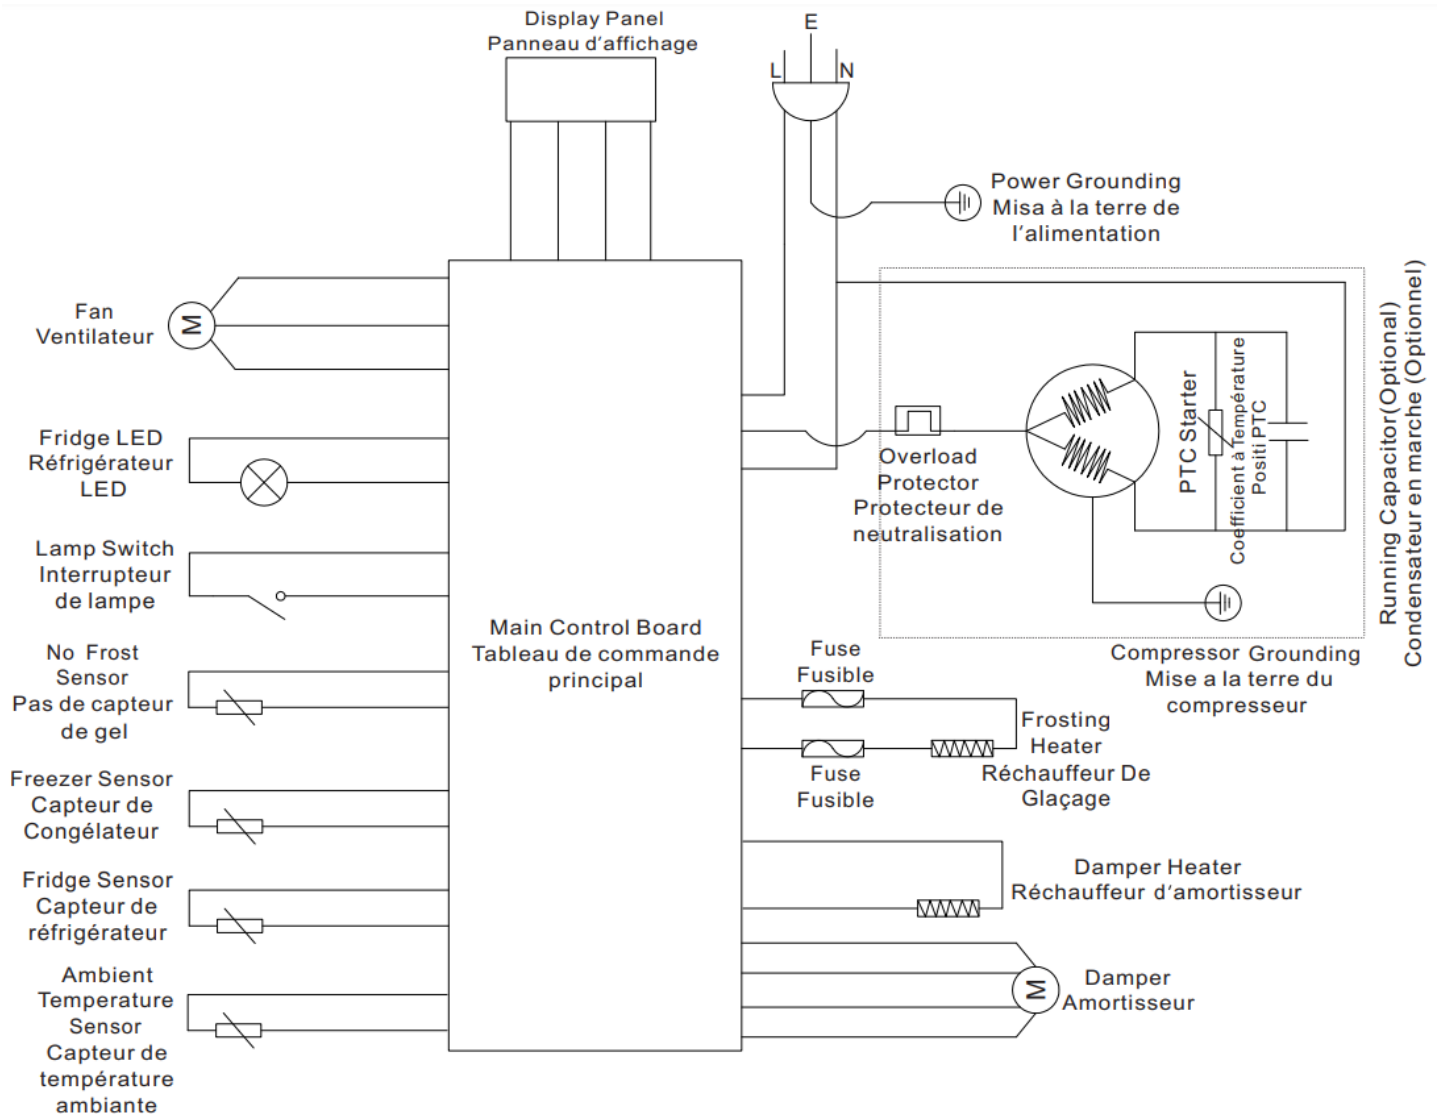 Display Panel
Panneau d’affichage
E
L
N
Power Grounding
Misa à la terre de
l’alimentation
Fan
Ventilateur
M
Fridge LED
Réfrigérateur
LED
Lamp Switch
Interrupteur
de lampe
No Frost
Sensor
Pas de capteur
de gel
Freezer Sensor
Capteur de
Congélateur
Fridge Sensor
Capteur de
réfrigérateur
Ambient
Temperature
Sensor
Capteur de
température
ambiante
Main Control Board
Tableau de commande
principal
Overload
Protector
Protecteur de
neutralisation
PTC Starter
Coefficient à Température
Positi PTC
Running Capacitor(Optional)
Condensateur en marche (Optionnel)
Compressor Grounding
Mise a la terre du
compresseur
Fuse
Fusible
Fuse
Fusible
Frosting
Heater
Réchauffeur De
Glaçage
Damper Heater
Réchauffeur d’amortisseur
M
Damper
Amortisseur